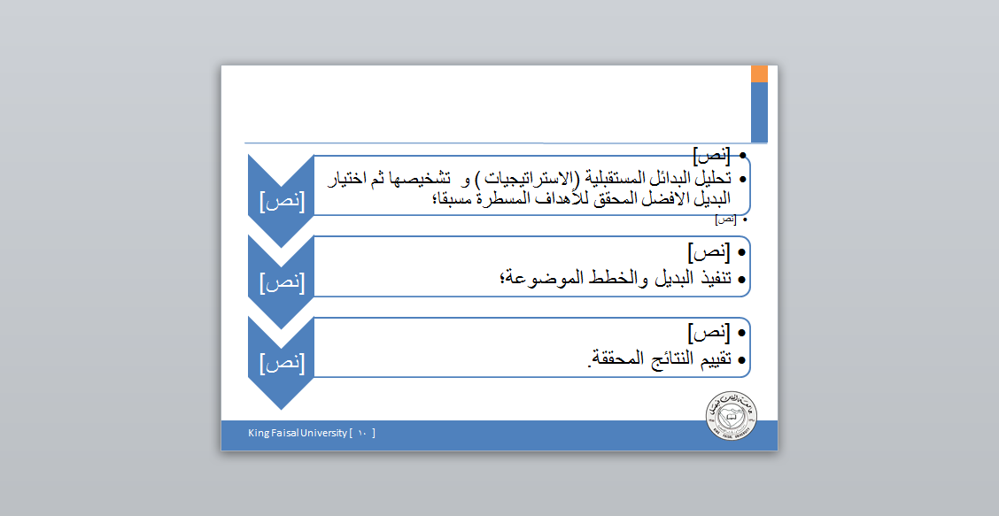 [نص]
تحليل البدائل المستقبلية (الاستراتيجيات ) و تشخيصها ثم اختيار
البديل الافضل المحقق للأهداف المسطرة مسبقا؛
[نص]
[نص]
[نص]
تنفيذ البديل والخطط الموضوعة؛
[نص]
[نص]
تقييم النتائج المحققة.
[نص]
King Faisal University [ ١٠ ]